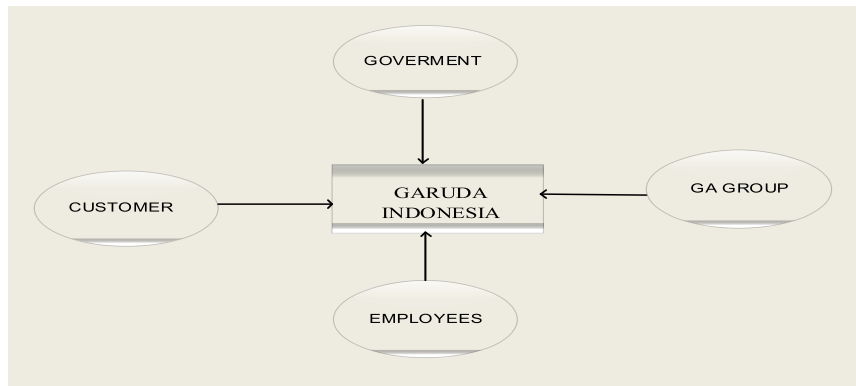 GOVERMENT
CUSTOMER
GARUDA
INDONESIA
GA GROUP
EMPLOYEES